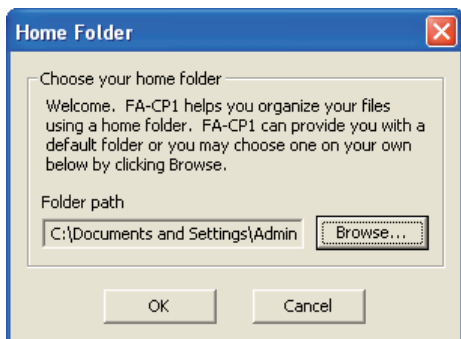 Home Folder
Choose your home folder
Welcome. FA-CP1 helps you organize your files
using a home folder. FA-CP1 can provide you with a
default folder or you may choose one on your own
below by clicking Browse.
Folder path
C:\Documents and Settings\Admin
Browse...
OK
Cancel